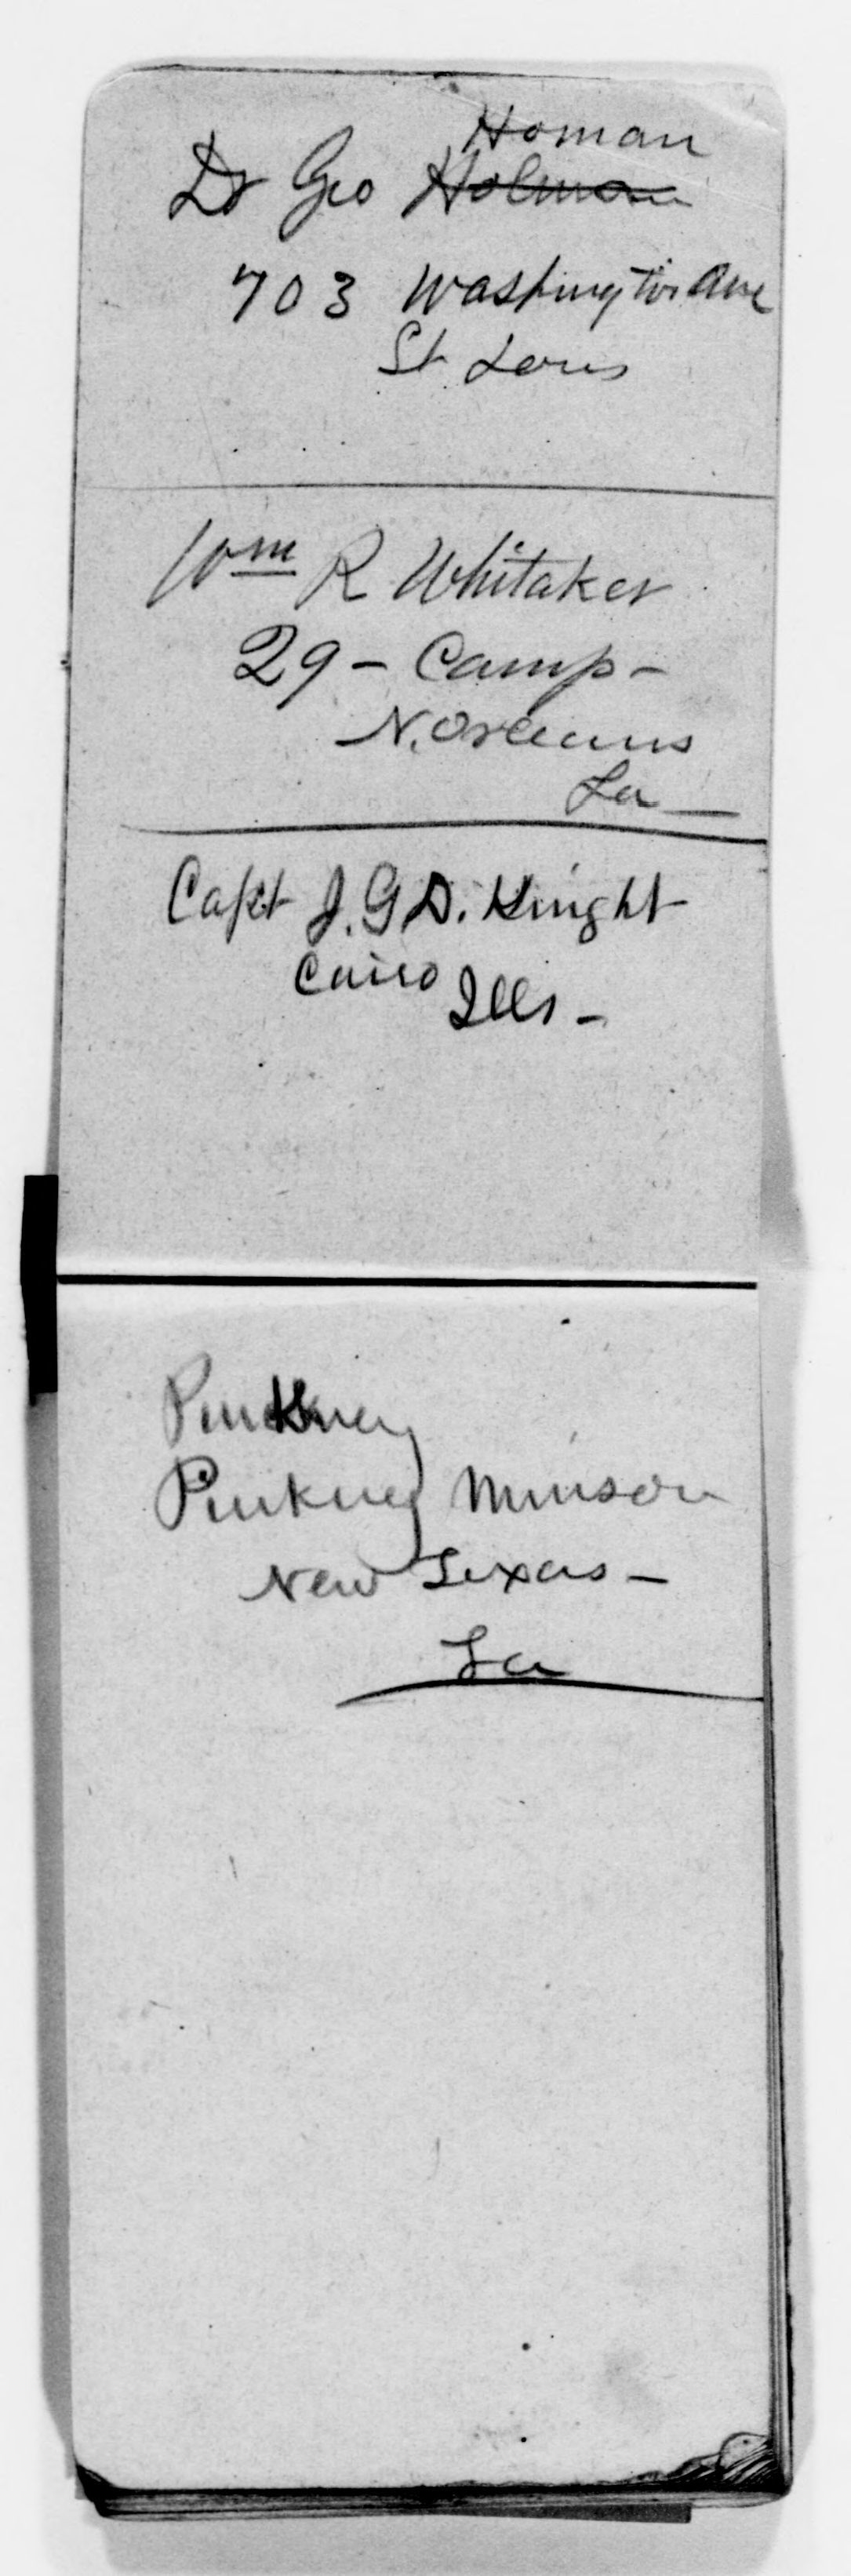 Dr Geo Holman Homan
703 Washington Ave
St. Louis
Wm R Whitaker
29 - Camp -
N. Orleans
La
Capt J. G D. Knight
Cairo Ills -
Pinckney
Pinkney Munson
New Texas -
La